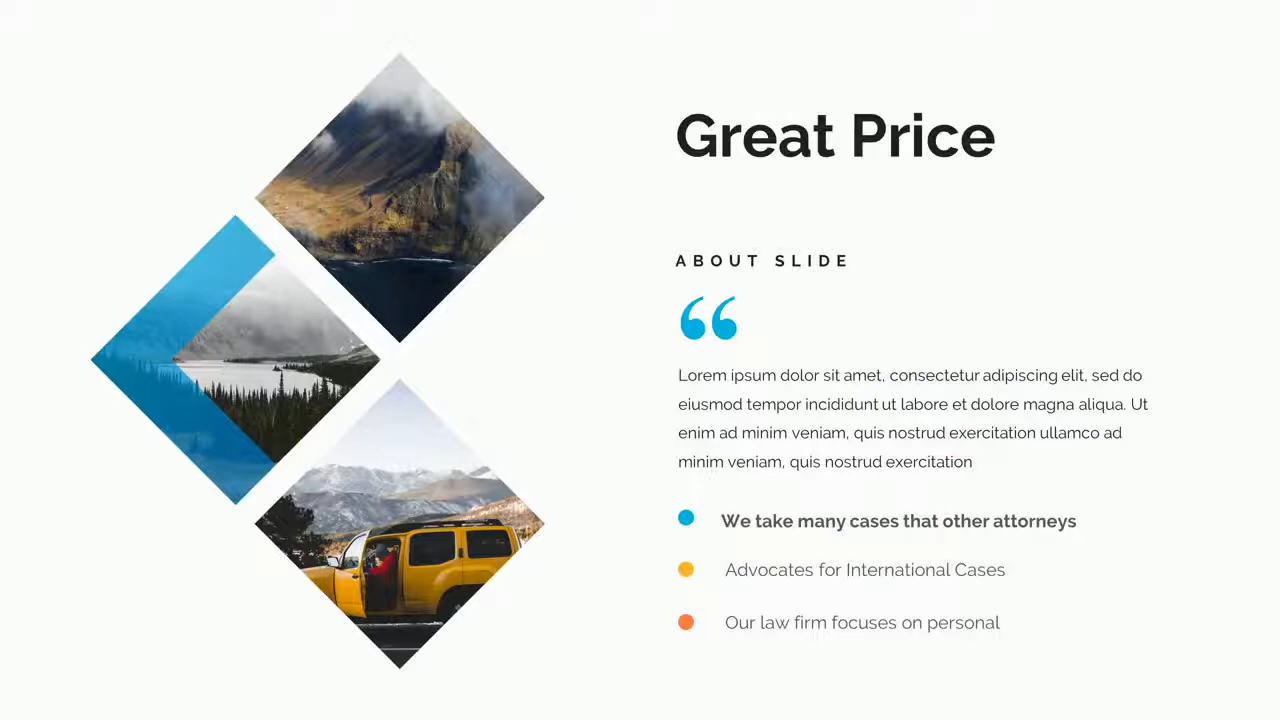 Great Price
ABOUT SLIDE
“
Lorem ipsum dolor sit amet, consectetur adipiscing elit, sed do
eiusmod tempor incididunt ut labore et dolore magna aliqua. Ut
enim ad minim veniam, quis nostrud exercitation ullamco ad
minim veniam, quis nostrud exercitation
We take many cases that other attorneys
Advocates for International Cases
Our law firm focuses on personal